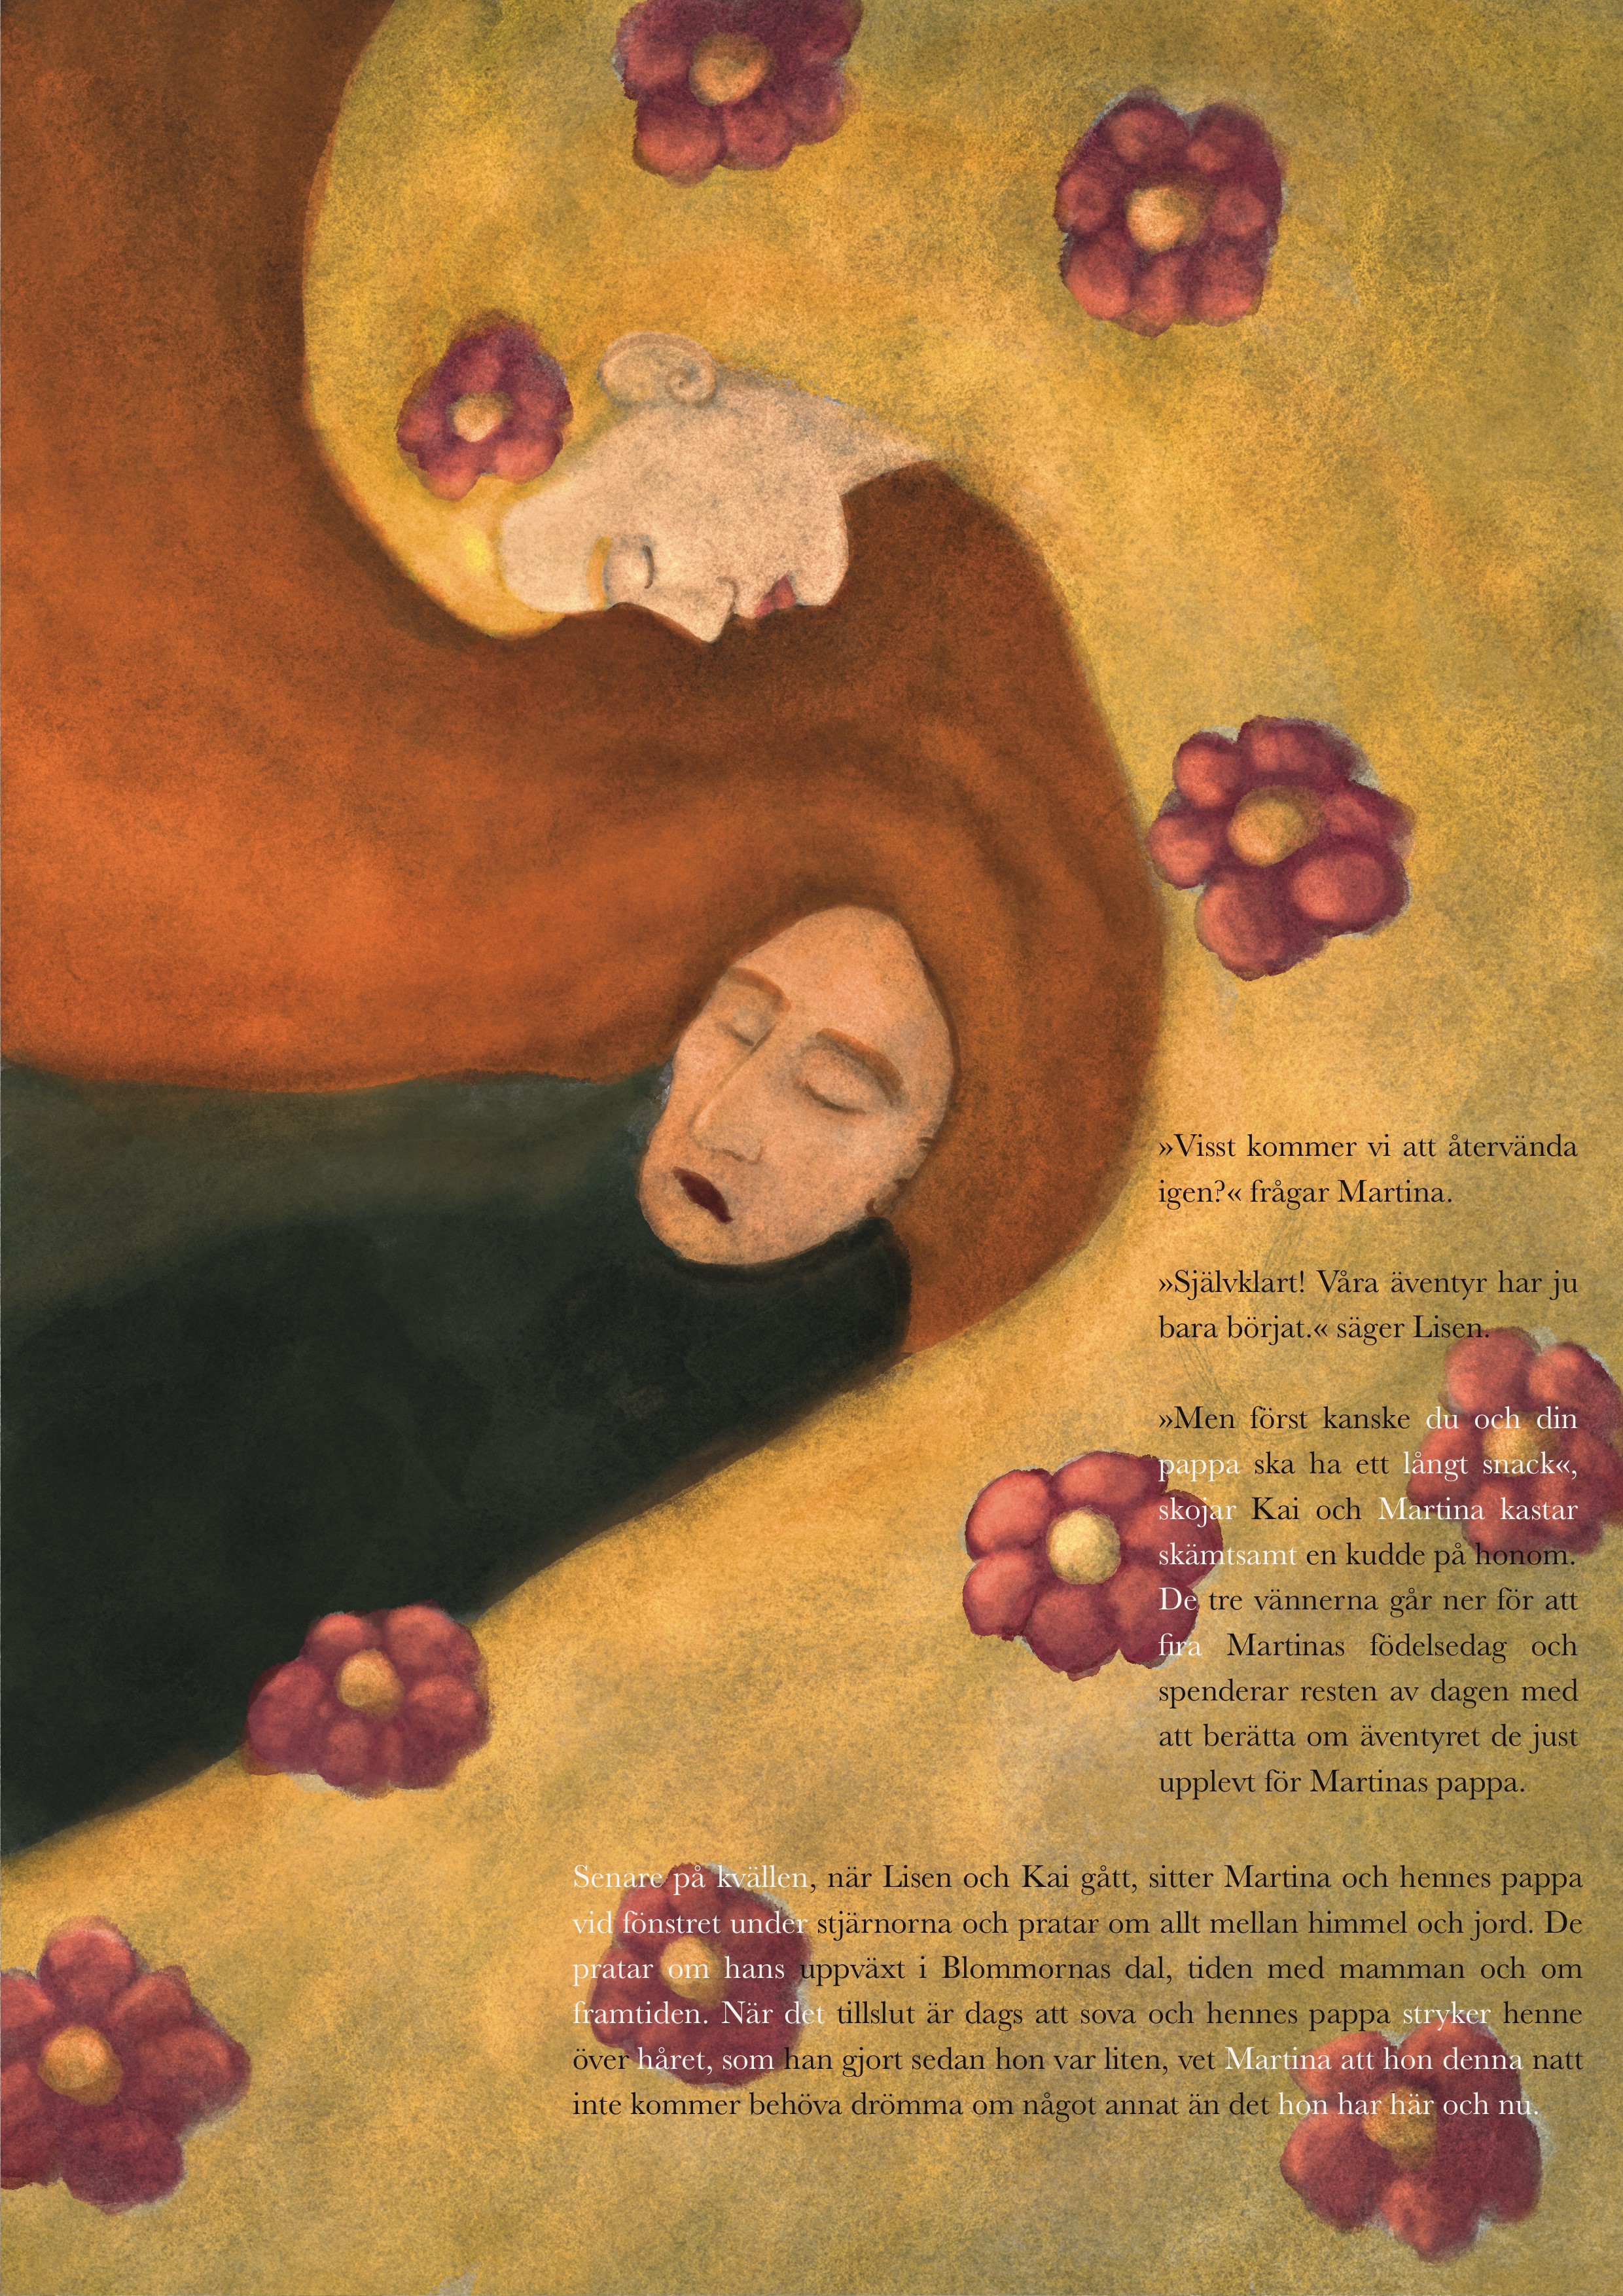 »Visst kommer vi att återvända
igen?« frågar Martina.
»Självklart! Våra äventyr har ju
bara börjat.« säger Lisen.
»Men först kanske du och din
pappa ska ha ett långt snack«,
skojar Kai och Martina kastar
skämtsamt en kudde på honom.
De tre vännerna går ner för att
fira Martinas födelsedag och
spenderar resten av dagen med
att berätta om äventyret de just
upplevt för Martinas pappa.
Senare på kvällen, när Lisen och Kai gått, sitter Martina och hennes pappa
vid fönstret under stjärnorna och pratar om allt mellan himmel och jord. De
pratar om hans uppväxt i Blommornas dal, tiden med mamman och om
framtiden. När det tillslut är dags att sova och hennes pappa stryker henne
över håret, som han gjort sedan hon var liten, vet Martina att hon denna natt
inte kommer behöva drömma om något annat än det hon har här och nu.